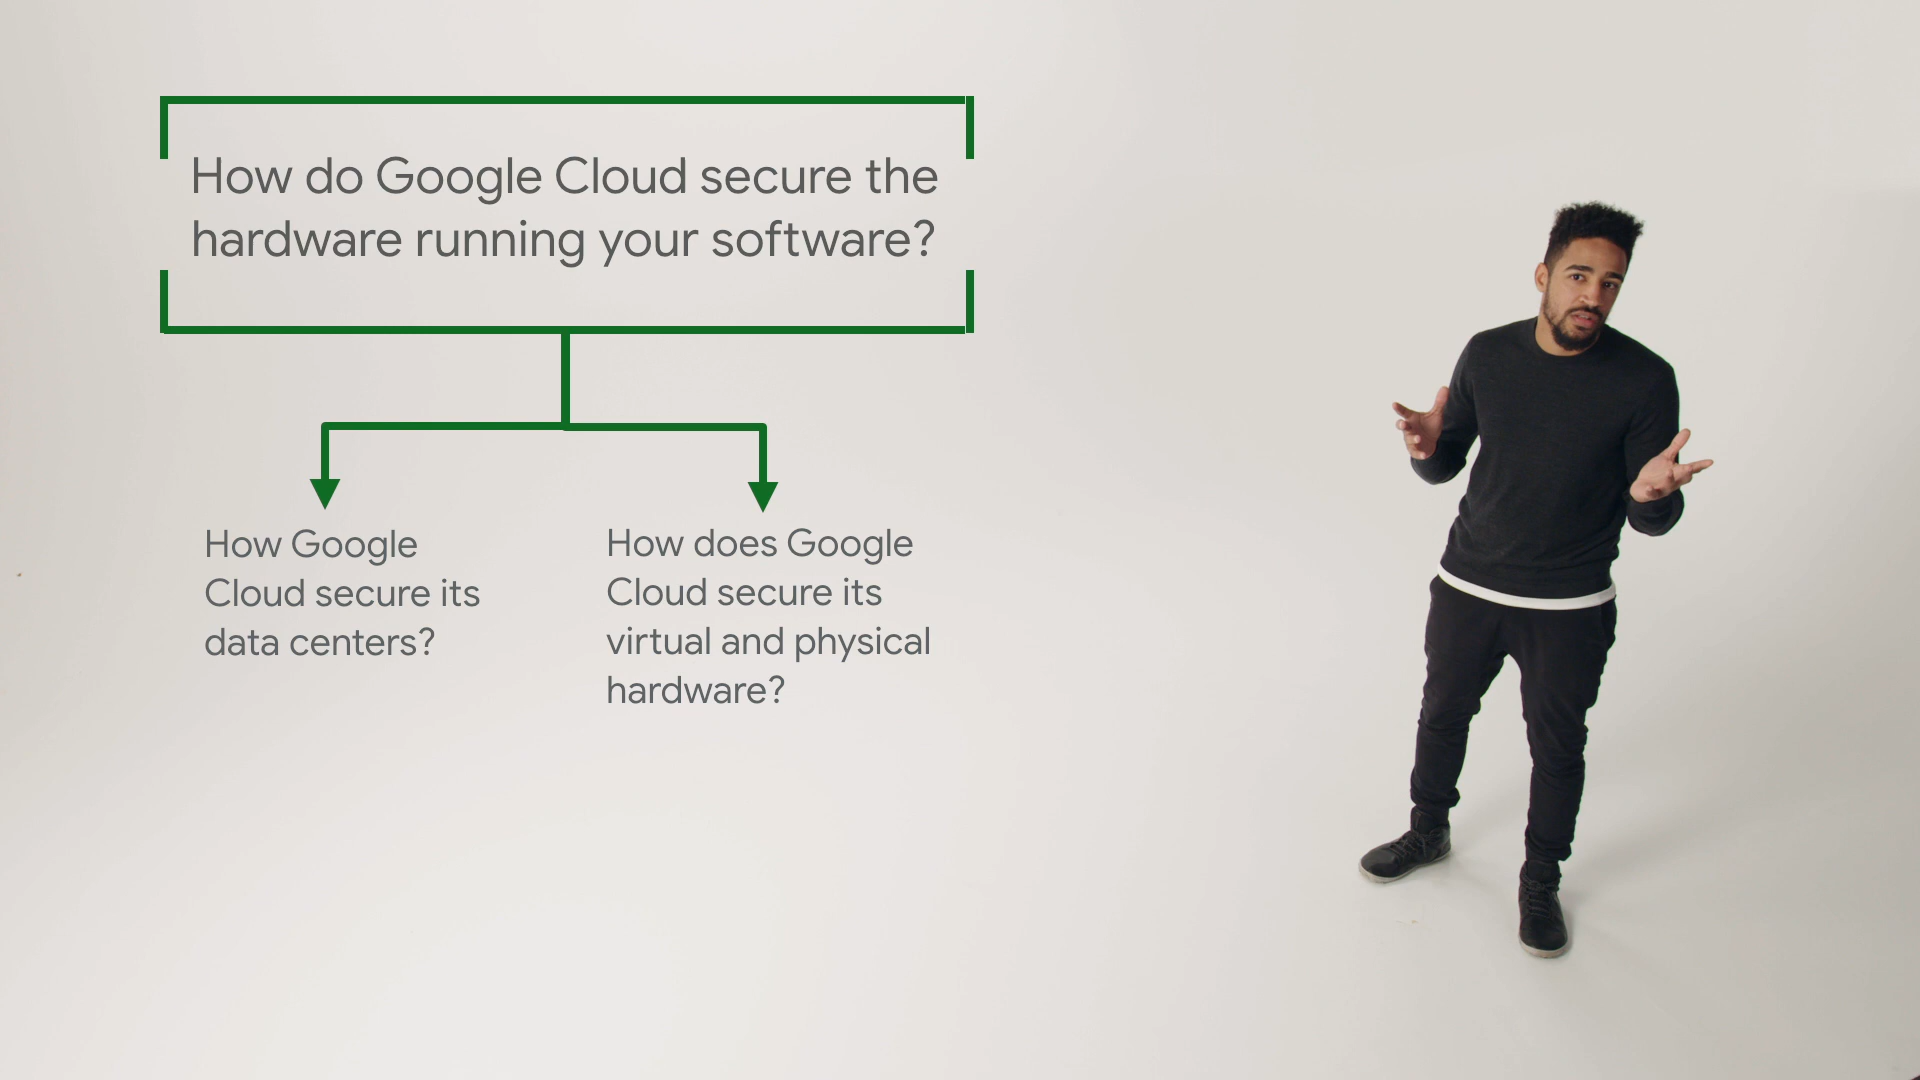 How do Google Cloud secure the
hardware running your software?
How Google
Cloud secure its
data centers?
How does Google
Cloud secure its
virtual and physical
hardware?